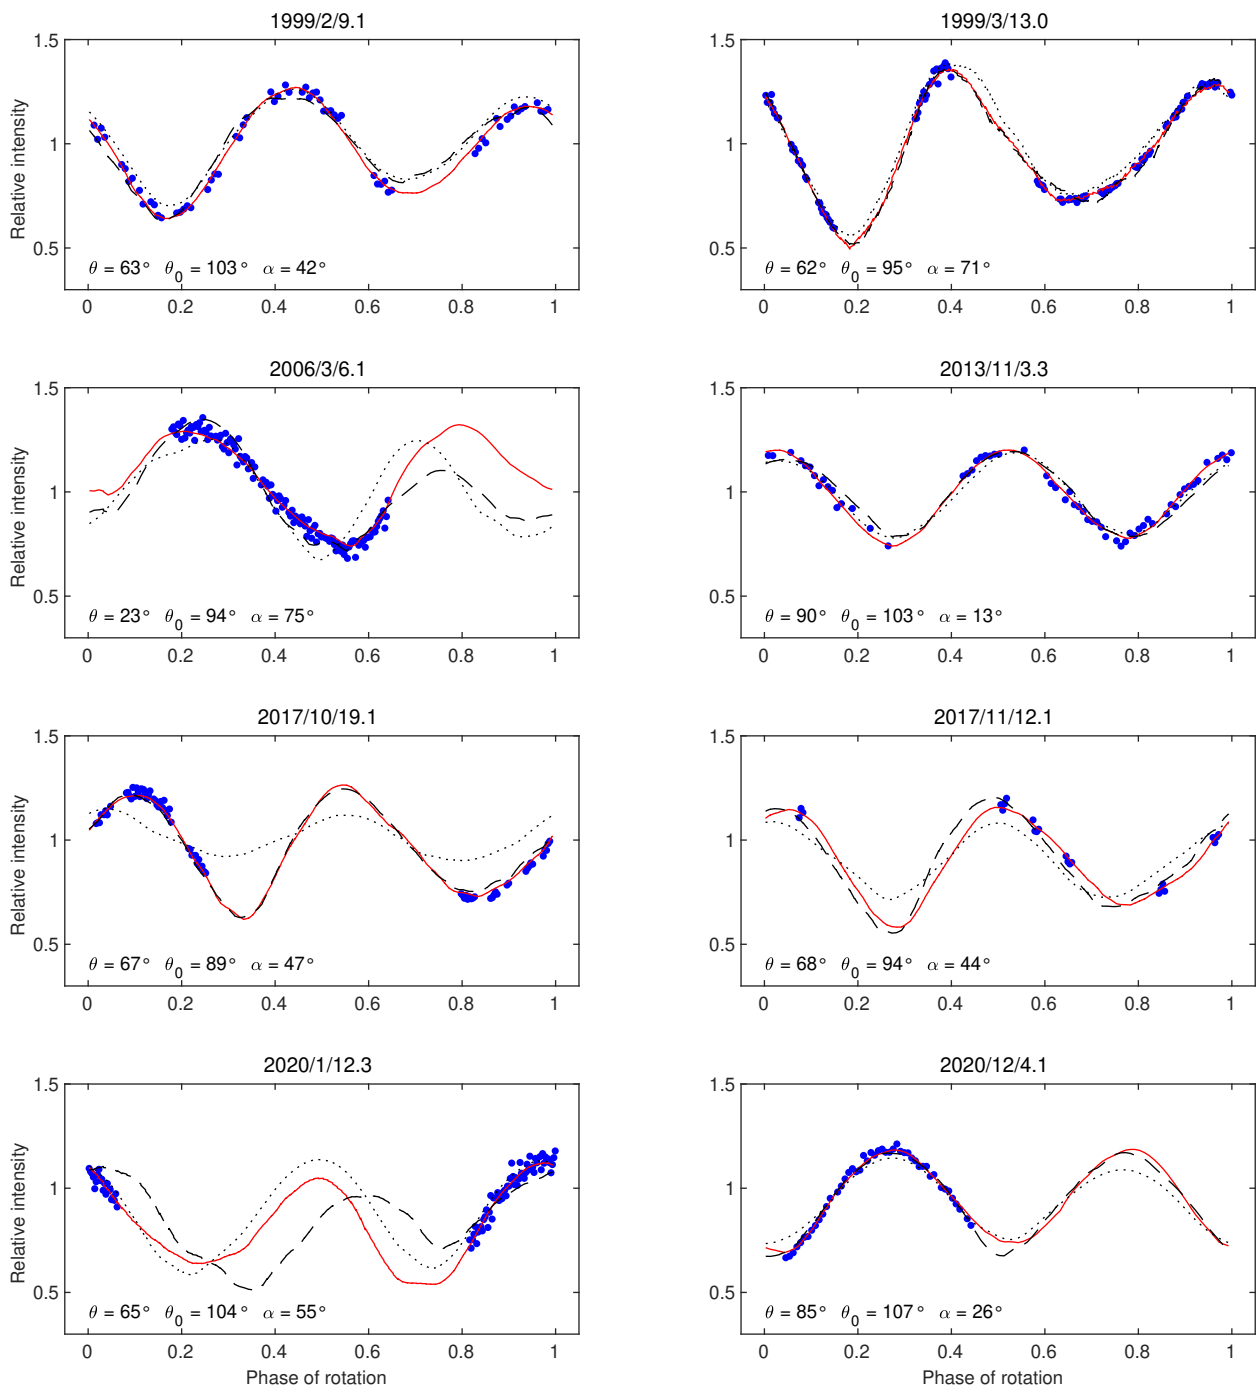 1999/2/9.1
1.5
1
0.5
Relative intensity
θ = 63° θ0 = 103° α = 42°
0 0.2 0.4 0.6 0.8 1
1999/3/13.0
1.5
1
0.5
Relative intensity
θ = 62° θ0 = 95° α = 71°
0 0.2 0.4 0.6 0.8 1
2006/3/6.1
1.5
1
0.5
Relative intensity
θ = 23° θ0 = 94° α = 75°
0 0.2 0.4 0.6 0.8 1
2013/11/3.3
1.5
1
0.5
Relative intensity
θ = 90° θ0 = 103° α = 13°
0 0.2 0.4 0.6 0.8 1
2017/10/19.1
1.5
1
0.5
Relative intensity
θ = 67° θ0 = 89° α = 47°
0 0.2 0.4 0.6 0.8 1
2017/11/12.1
1.5
1
0.5
Relative intensity
θ = 68° θ0 = 94° α = 44°
0 0.2 0.4 0.6 0.8 1
2020/1/12.3
1.5
1
0.5
Relative intensity
θ = 65° θ0 = 104° α = 55°
0 0.2 0.4 0.6 0.8 1
Phase of rotation
2020/12/4.1
1.5
1
0.5
Relative intensity
θ = 85° θ0 = 107° α = 26°
0 0.2 0.4 0.6 0.8 1
Phase of rotation